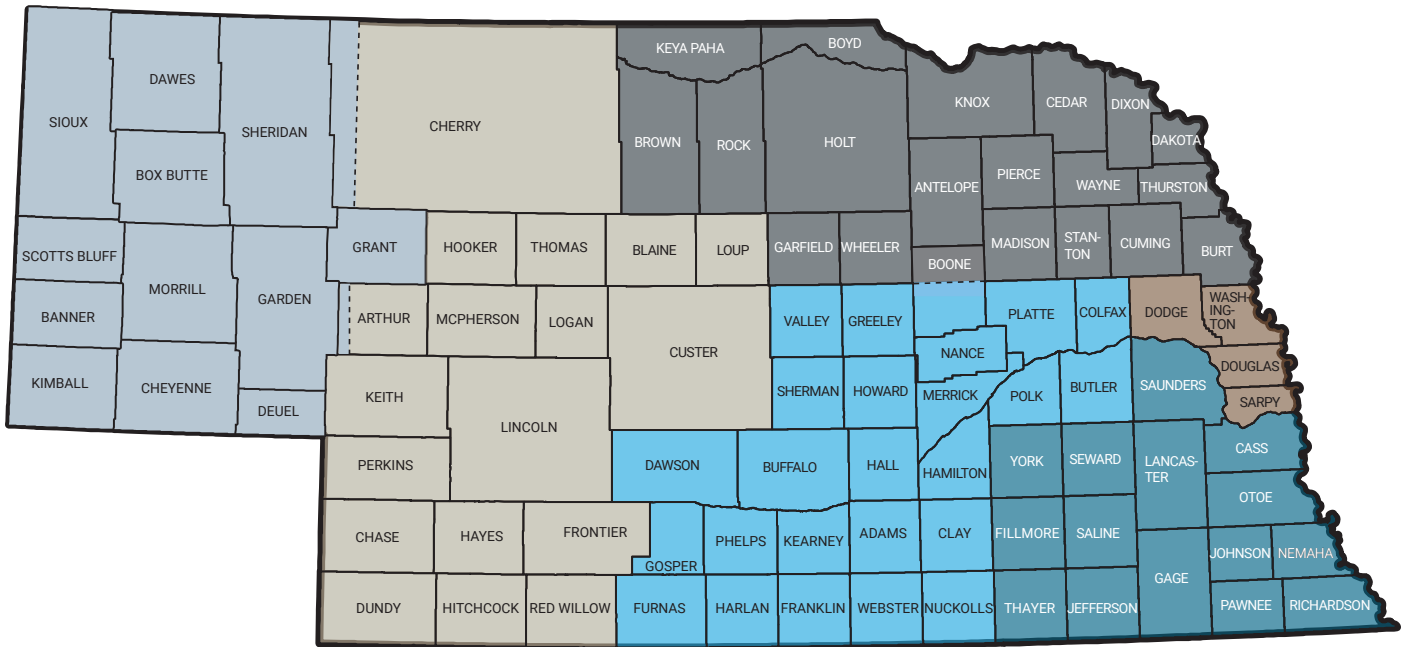 KEYA PAHA
BOYD
DAWES
SIOUX
SHERIDAN
CHERRY
KNOX
CEDAR
DIXON
BROWN
ROCK
HOLT
DAKOTA
BOX BUTTE
ANTELOPE
PIERCE
WAYNE
THURSTON
SCOTTS BLUFF
GRANT
HOOKER
THOMAS
BLAINE
LOUP
GARFIELD
WHEELER
BOONE
MADISON
STAN-
TON
CUMING
BURT
MORRILL
GARDEN
BANNER
ARTHUR
MCPHERSON
LOGAN
CUSTER
VALLEY
GREELEY
PLATTE
COLFAX
DODGE
WASH-
ING-
TON
NANCE
DOUGLAS
KIMBALL
CHEYENNE
DEUEL
KEITH
SHERMAN
HOWARD
MERRICK
POLK
BUTLER
SAUNDERS
SARPY
LINCOLN
PERKINS
DAWSON
BUFFALO
HALL
HAMILTON
YORK
SEWARD
LANCAS-
TER
CASS
OTOE
CHASE
HAYES
FRONTIER
GOSPER
PHELPS
KEARNEY
ADAMS
CLAY
FILLMORE
SALINE
GAGE
JOHNSON
NEMAHA
DUNDY
HITCHCOCK
RED WILLOW
FURNAS
HARLAN
FRANKLIN
WEBSTER
NUCKOLLS
THAYER
JEFFERSON
PAWNEE
RICHARDSON